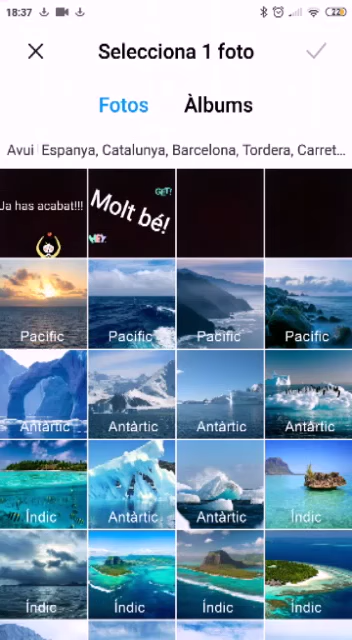 18:37
22
Selecciona 1 foto
Fotos Àlbums
Avui Espanya, Catalunya, Barcelona, Tordera, Carret...
Ja has acabat!!!
Molt bé!
GET!
HEY
Pacific Pacific Pacific Pacific
Antàrtic Antàrtic Antàrtic Antàrtic
Índic Antàrtic Antàrtic Índic
Índic Índic Índic Índic